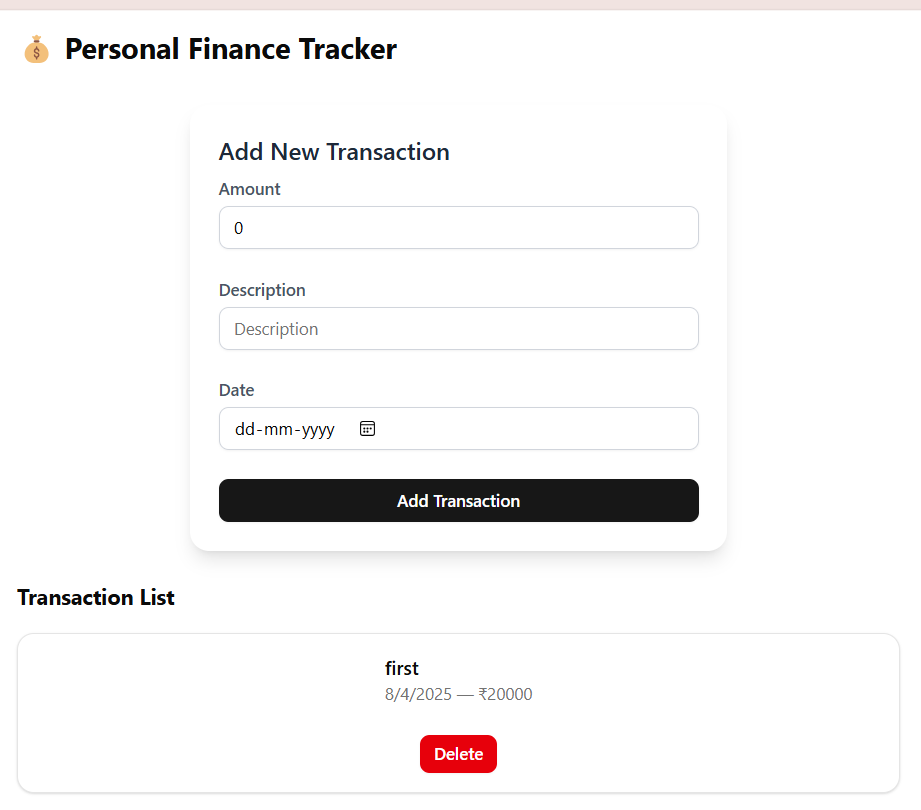 Personal Finance Tracker
Add New Transaction
Amount
0
Description
Description
Date
dd-mm-yyyy
Add Transaction
Transaction List
first
8/4/2025 — ₹20000
Delete